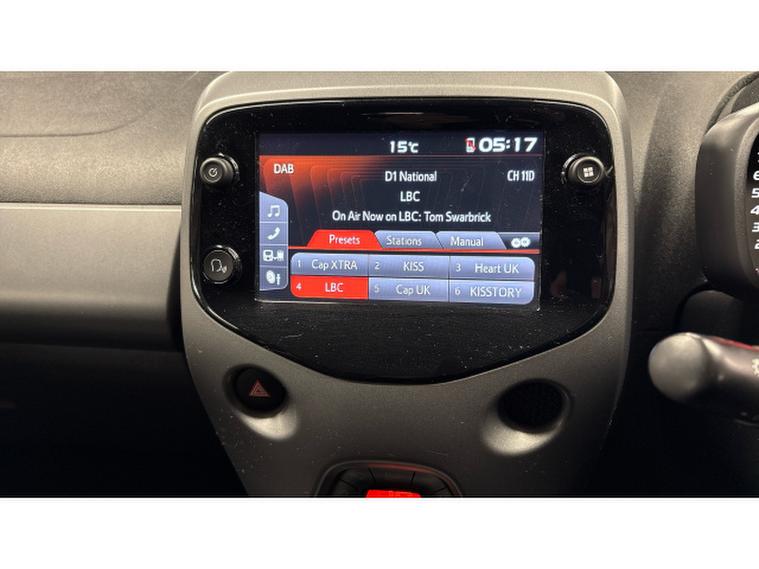 15℃ 05:17
DAB D1 National CH 11D
LBC
On Air Now on LBC: Tom Swarbrick
Presets Stations Manual
1 Cap XTRA 2 KISS 3 Heart UK
4 LBC 5 Cap UK 6 KISSTORY